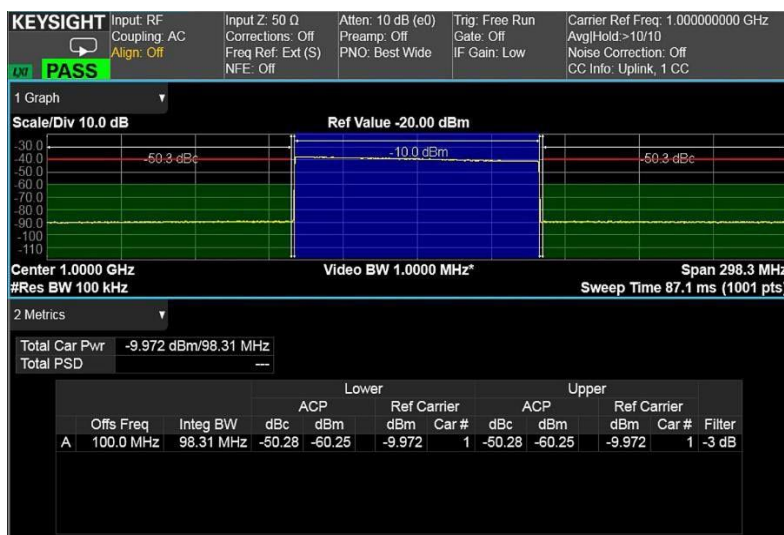 KEYSIGHT Input: RF Input Z: 50 Ω Atten: 10 dB (e0) Trig: Free Run Carrier Ref Freq: 1.000000000 GHz
Coupling: AC Corrections: Off Preamp: Off Gate: Off Avg|Hold:>10/10
Align: Off Freq Ref: Ext (S) PNO: Best Wide IF Gain: Low Noise Correction: Off
LXI PASS NFE: Off CC Info: Uplink, 1 CC
1 Graph
Scale/Div 10.0 dB Ref Value -20.00 dBm
-30.0
-40.0 -50.3 dBc -10.0 dBm -50.3 dBc
-50.0
-60.0
-70.0
-80.0
-90.0
-100
-110
Center 1.0000 GHz Video BW 1.0000 MHz* Span 298.3 MHz
#Res BW 100 kHz Sweep Time 87.1 ms (1001 pts)
2 Metrics
Total Car Pwr -9.972 dBm/98.31 MHz
Total PSD ---
Lower Upper
ACP Ref Carrier ACP Ref Carrier
Offs Freq Integ BW dBc dBm dBm Car # dBc dBm dBm Car # Filter
A 100.0 MHz 98.31 MHz -50.28 -60.25 -9.972 1 -50.28 -60.25 -9.972 1 -3 dB